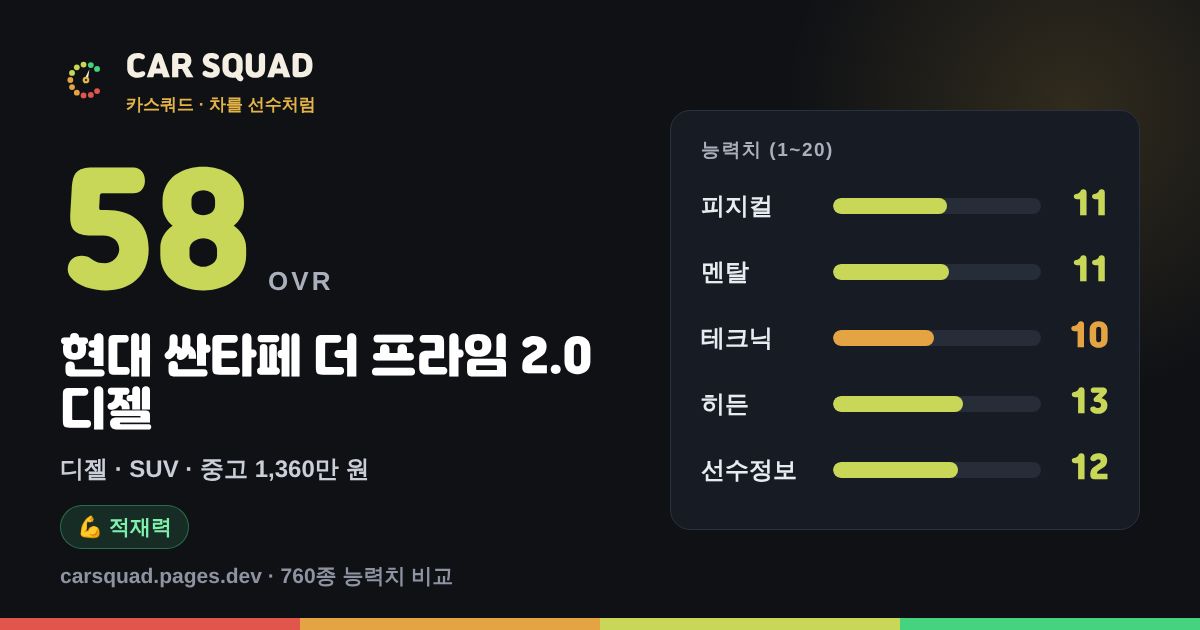 CAR SQUAD
카스쿼드 · 차를 선수처럼
58 OVR
현대 싼타페 더 프라임 2.0
디젤
디젤 · SUV · 중고 1,360만 원
💪 적재력
carsquad.pages.dev · 760종 능력치 비교
능력치 (1~20)
피지컬 11
멘탈 11
테크닉 10
히든 13
선수정보 12